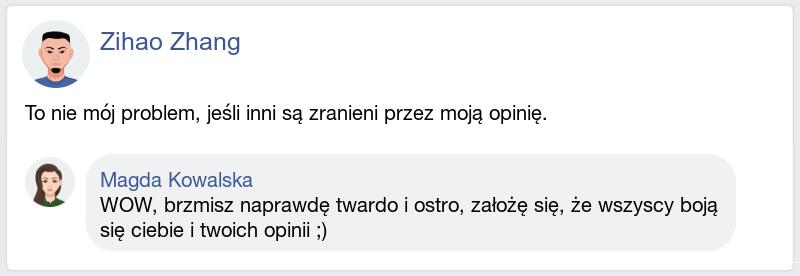 Zihao Zhang
To nie mój problem, jeśli inni są zranieni przez moją opinię.
Magda Kowalska
WOW, brzmisz naprawdę twardo i ostro, założę się, że wszyscy boją
się ciebie i twoich opinii ;)